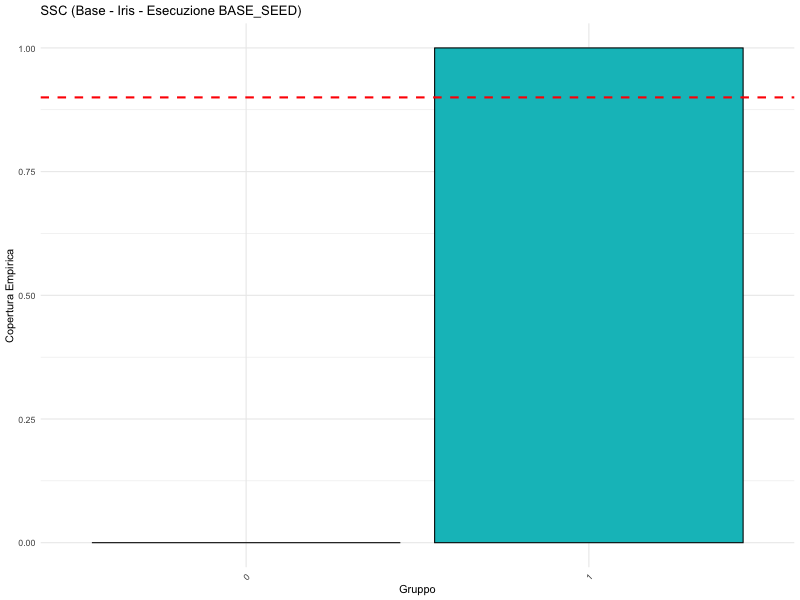 SSC (Base - Iris - Esecuzione BASE_SEED)
1.00
0.75
0.50
0.25
0.00
Copertura Empirica
0
1
Gruppo